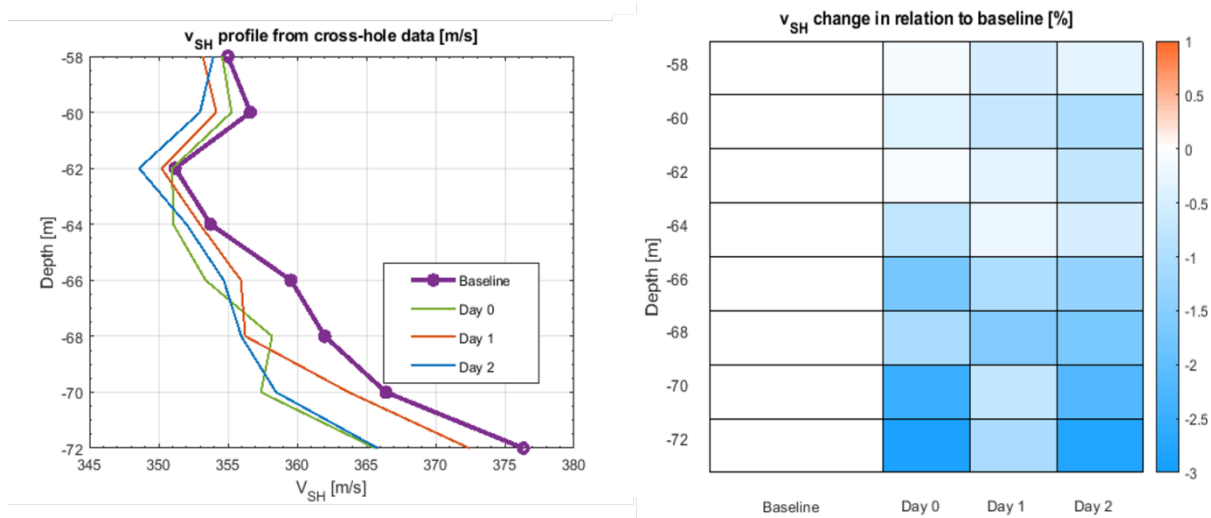 v_SH profile from cross-hole data [m/s]
-58
-60
-62
-64
-66
-68
-70
-72
Depth [m]
345 350 355 360 365 370 375 380
V_SH [m/s]
Baseline
Day 0
Day 1
Day 2
v_SH change in relation to baseline [%]
-58
-60
-62
-64
-66
-68
-70
-72
Depth [m]
Baseline Day 0 Day 1 Day 2
1
0.5
0
-0.5
-1
-1.5
-2
-2.5
-3